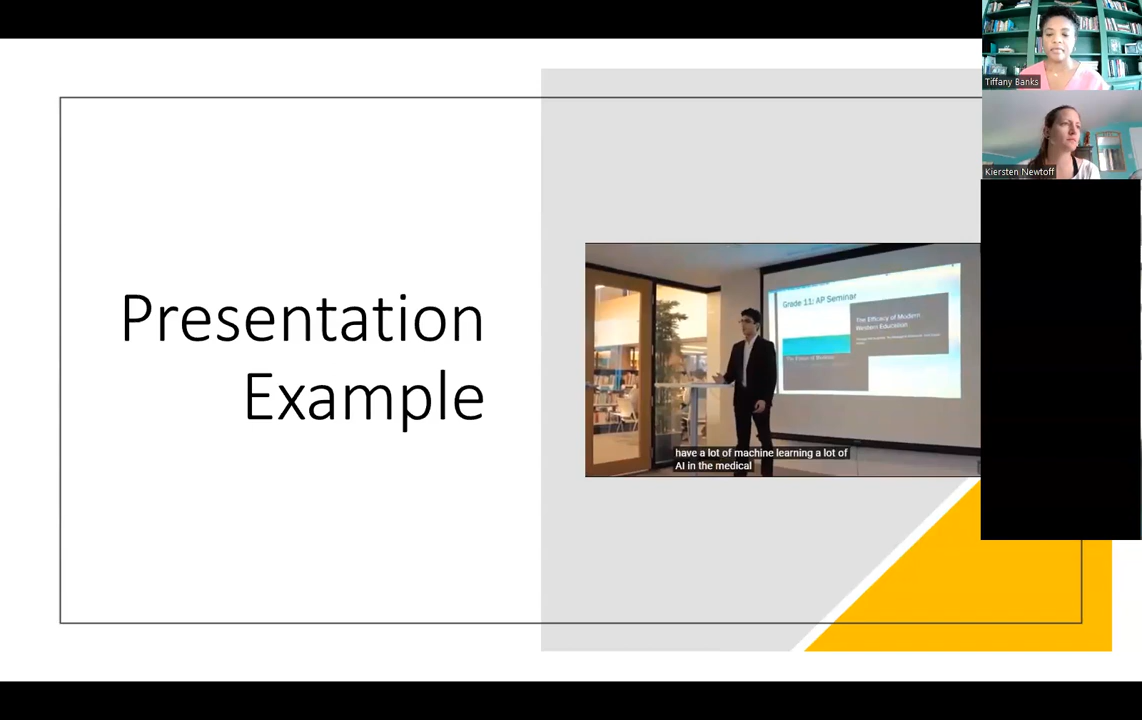 Presentation
Example
Grade 11: AP Seminar
The Efficacy of Modern
Western Education
have a lot of machine learning a lot of
AI in the medical
Tiffany Banks
Kiersten Newtoff